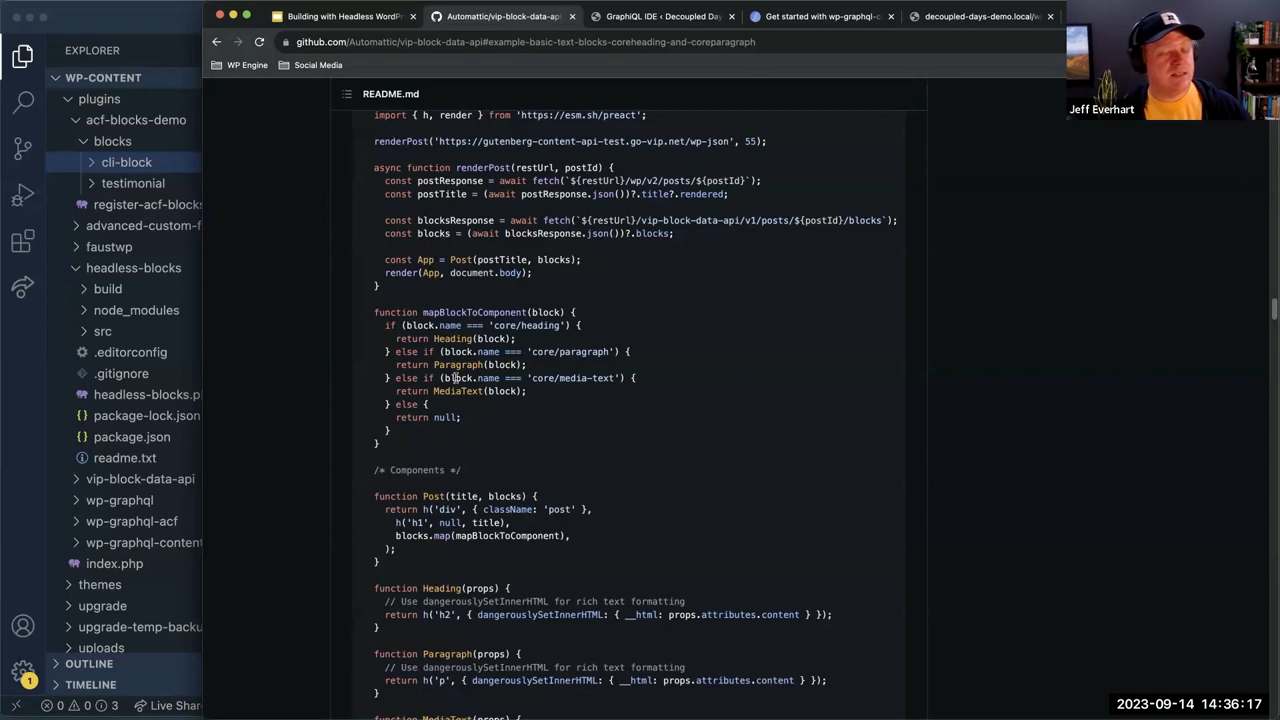 Building with Headless WordPr
Automattic/vip-block-data-api
GraphiQL IDE ‹ Decoupled Day
Get started with wp-graphql-c
decoupled-days-demo.local/w
github.com/Automattic/vip-block-data-api#example-basic-text-blocks-coreheading-and-coreparagraph
WP Engine
Social Media
EXPLORER
WP-CONTENT
plugins
acf-blocks-demo
blocks
cli-block
testimonial
register-acf-blocks
advanced-custom-f
faustwp
headless-blocks
build
node_modules
src
.editorconfig
.gitignore
headless-blocks.p
package-lock.json
package.json
readme.txt
vip-block-data-api
wp-graphql
wp-graphql-acf
wp-graphql-content
index.php
themes
upgrade
upgrade-temp-backu
uploads
OUTLINE
TIMELINE
1
0 0 3 Live Shar
README.md
import { h, render } from 'https://esm.sh/preact';
renderPost('https://gutenberg-content-api-test.go-vip.net/wp-json', 55);
async function renderPost(restUrl, postId) {
const postResponse = await fetch(`${restUrl}/wp/v2/posts/${postId}`);
const postTitle = (await postResponse.json())?.title?.rendered;
const blocksResponse = await fetch(`${restUrl}/vip-block-data-api/v1/posts/${postId}/blocks`);
const blocks = (await blocksResponse.json())?.blocks;
const App = Post(postTitle, blocks);
render(App, document.body);
}
function mapBlockToComponent(block) {
if (block.name === 'core/heading') {
return Heading(block);
} else if (block.name === 'core/paragraph') {
return Paragraph(block);
} else if (block.name === 'core/media-text') {
return MediaText(block);
} else {
return null;
}
}
/* Components */
function Post(title, blocks) {
return h('div', { className: 'post' },
h('h1', null, title),
blocks.map(mapBlockToComponent),
);
}
function Heading(props) {
// Use dangerouslySetInnerHTML for rich text formatting
return h('h2', { dangerouslySetInnerHTML: { __html: props.attributes.content } });
}
function Paragraph(props) {
// Use dangerouslySetInnerHTML for rich text formatting
return h('p', { dangerouslySetInnerHTML: { __html: props.attributes.content } });
}
function MediaText(props) {
Jeff Everhart
2023-09-14 14:36:17